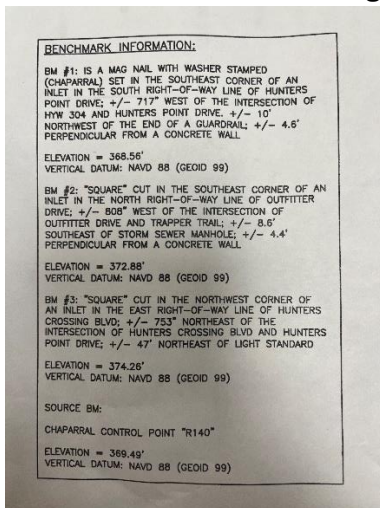 BENCHMARK INFORMATION:
BM #1: IS A MAG NAIL WITH WASHER STAMPED
(CHAPARRAL) SET IN THE SOUTHEAST CORNER OF AN
INLET IN THE SOUTH RIGHT-OF-WAY LINE OF HUNTERS
POINT DRIVE; +/- 717" WEST OF THE INTERSECTION OF
HYW 304 AND HUNTERS POINT DRIVE. +/- 10'
NORTHWEST OF THE END OF A GUARDRAIL; +/- 4.6'
PERPENDICULAR FROM A CONCRETE WALL
ELEVATION = 368.56'
VERTICAL DATUM: NAVD 88 (GEOID 99)
BM #2: "SQUARE" CUT IN THE SOUTHEAST CORNER OF AN
INLET IN THE NORTH RIGHT-OF-WAY LINE OF OUTFITTER
DRIVE; +/- 808" WEST OF THE INTERSECTION OF
OUTFITTER DRIVE AND TRAPPER TRAIL; +/- 8.6'
SOUTHEAST OF STORM SEWER MANHOLE; +/- 4.4'
PERPENDICULAR FROM A CONCRETE WALL
ELEVATION = 372.88'
VERTICAL DATUM: NAVD 88 (GEOID 99)
BM #3: "SQUARE" CUT IN THE NORTHWEST CORNER OF
AN INLET IN THE EAST RIGHT-OF-WAY LINE OF HUNTERS
CROSSING BLVD; +/- 753" NORTHEAST OF THE
INTERSECTION OF HUNTERS CROSSING BLVD AND HUNTERS
POINT DRIVE; +/- 47' NORTHEAST OF LIGHT STANDARD
ELEVATION = 374.26'
VERTICAL DATUM: NAVD 88 (GEOID 99)
SOURCE BM:
CHAPARRAL CONTROL POINT "R140"
ELEVATION = 369.49'
VERTICAL DATUM: NAVD 88 (GEOID 99)